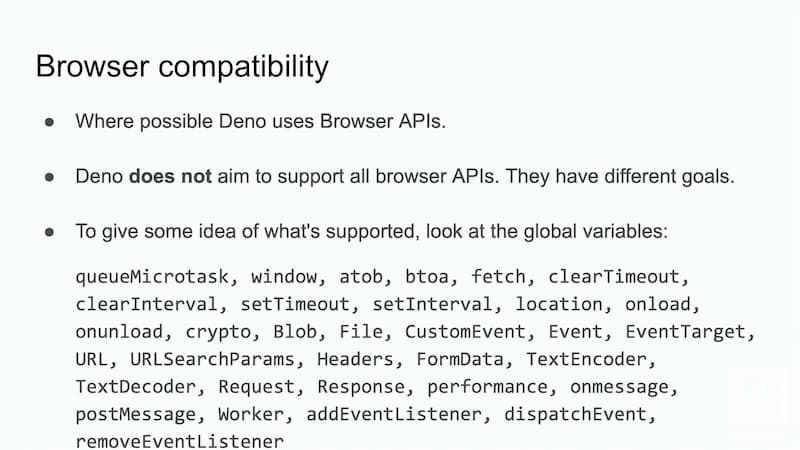 Browser compatibility
● Where possible Deno uses Browser APIs.
● Deno does not aim to support all browser APIs. They have different goals.
● To give some idea of what's supported, look at the global variables:
queueMicrotask, window, atob, btoa, fetch, clearTimeout,
clearInterval, setTimeout, setInterval, location, onload,
onunload, crypto, Blob, File, CustomEvent, Event, EventTarget,
URL, URLSearchParams, Headers, FormData, TextEncoder,
TextDecoder, Request, Response, performance, onmessage,
postMessage, Worker, addEventListener, dispatchEvent,
removeEventListener